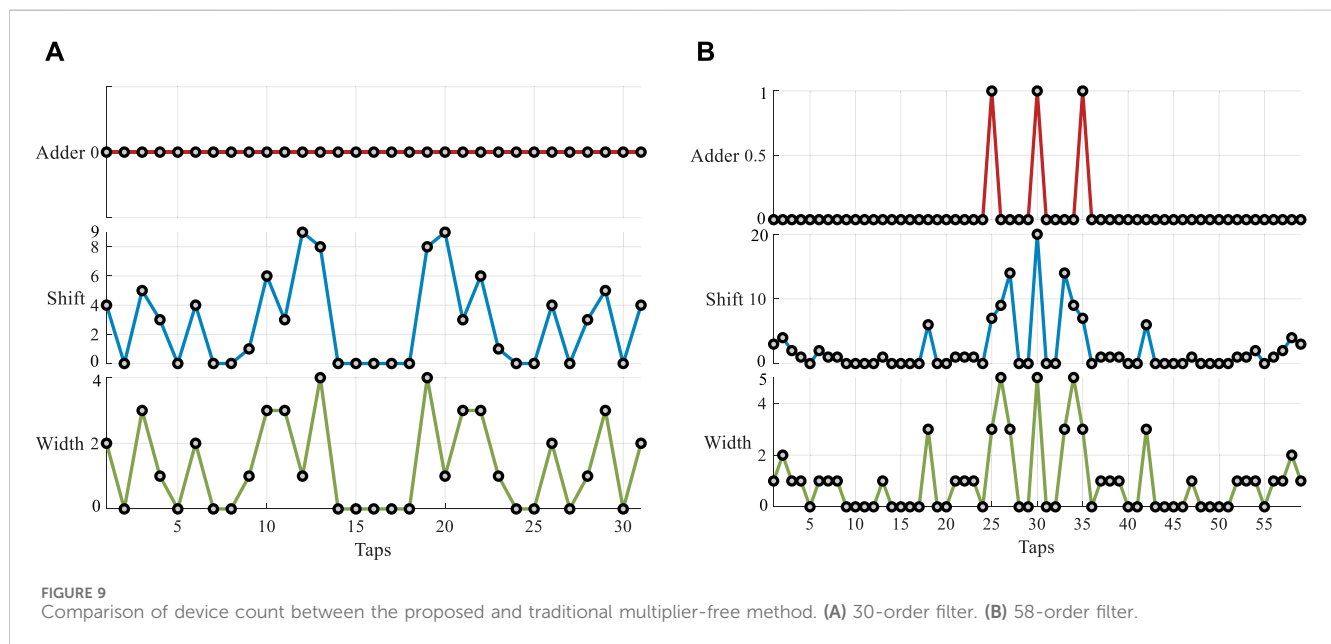 A
Adder 0
9
8
6
Shift
4
2
0
4
Width 2
0
5 10 15 20 25 30
Taps
B
1
Adder 0.5
0
20
Shift 10
0
5
4
Width
2
0
5 10 15 20 25 30 35 40 45 50 55
Taps
FIGURE 9
Comparison of device count between the proposed and traditional multiplier-free method. (A) 30-order filter. (B) 58-order filter.